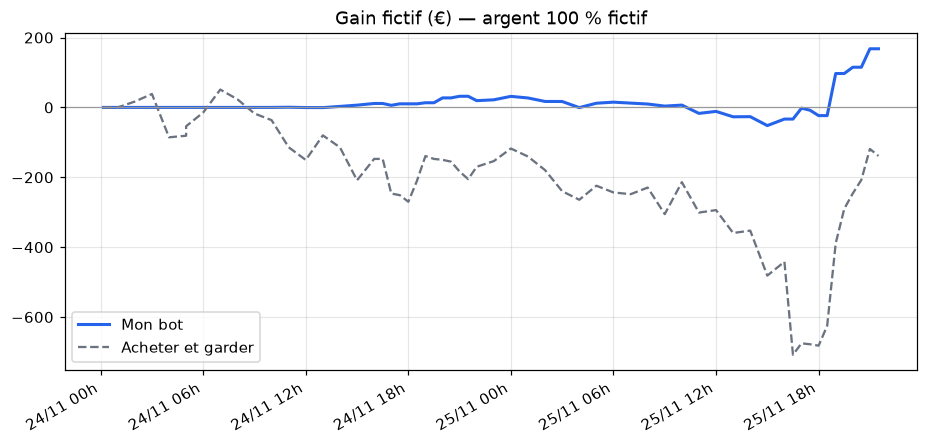 Gain fictif (€) — argent 100 % fictif
200
0
−200
−400
−600
Mon bot
Acheter et garder
24/11 00h
24/11 06h
24/11 12h
24/11 18h
25/11 00h
25/11 06h
25/11 12h
25/11 18h